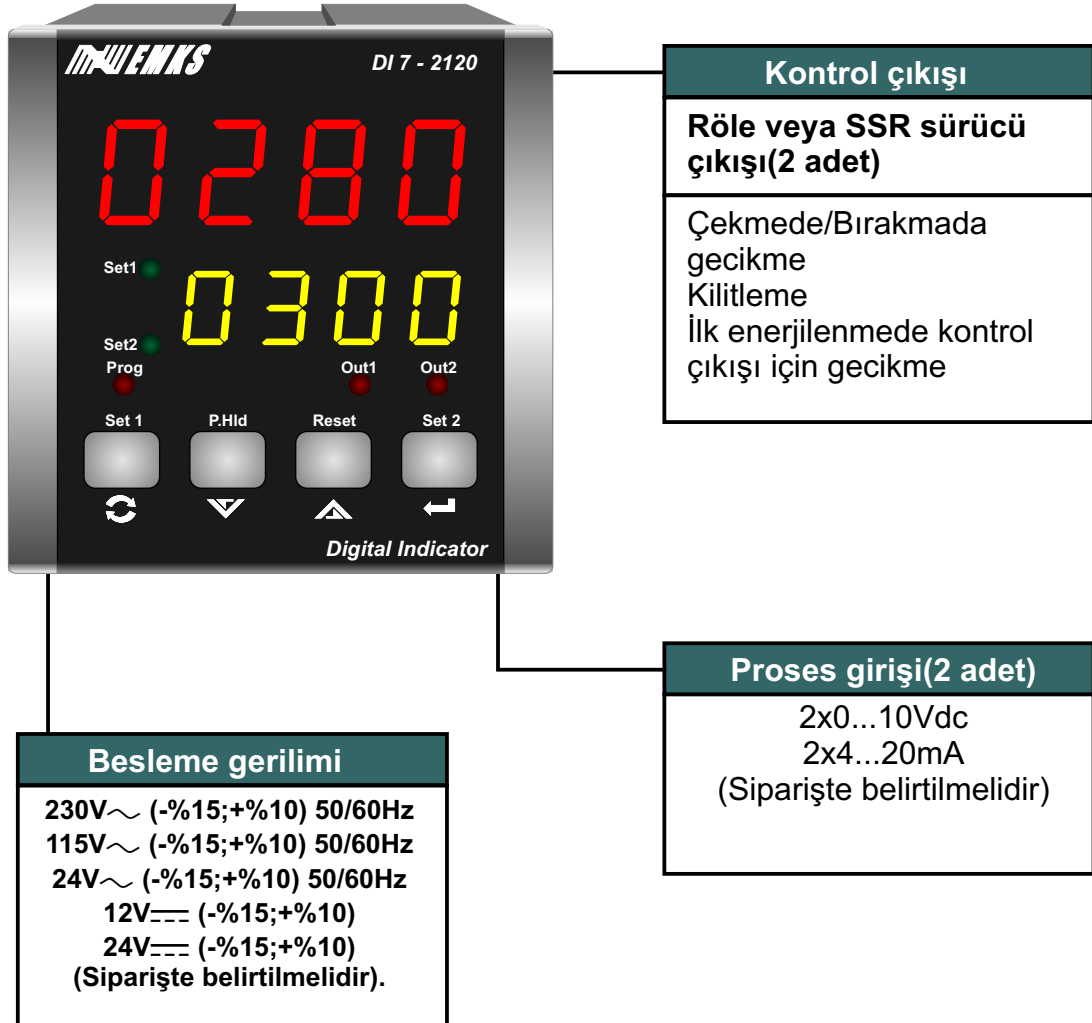 EMKS
DI 7 - 2120
0280
Set1
0300
Set2
Prog
Out1 Out2
Set 1 P.Hld Reset Set 2
Digital Indicator
Kontrol çıkışı
Röle veya SSR sürücü
çıkışı(2 adet)
Çekmede/Bırakmada
gecikme
Kilitleme
İlk enerjilenmede kontrol
çıkışı için gecikme
Proses girişi(2 adet)
2x0...10Vdc
2x4...20mA
(Siparişte belirtilmelidir)
Besleme gerilimi
230V～ (-%15;+%10) 50/60Hz
115V～ (-%15;+%10) 50/60Hz
24V～ (-%15;+%10) 50/60Hz
12V⎓ (-%15;+%10)
24V⎓ (-%15;+%10)
(Siparişte belirtilmelidir).